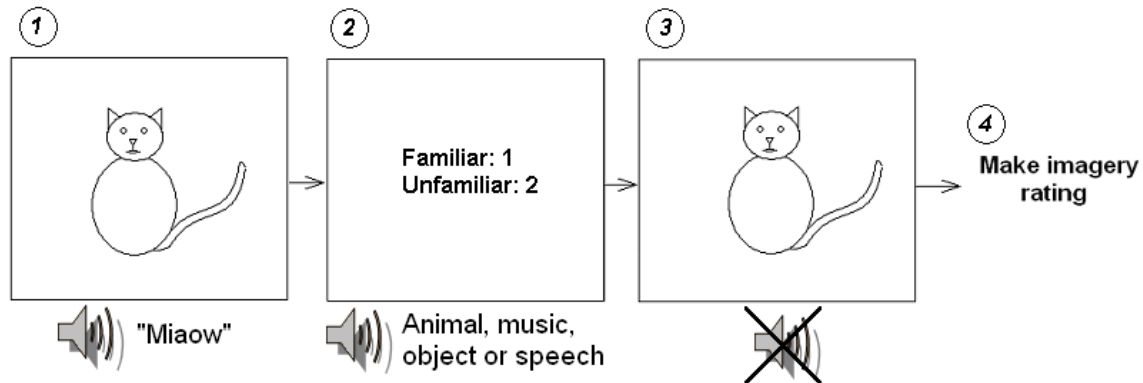 1
2
3
Familiar: 1
Unfamiliar: 2
4
Make imagery
rating
"Miaow"
Animal, music,
object or speech